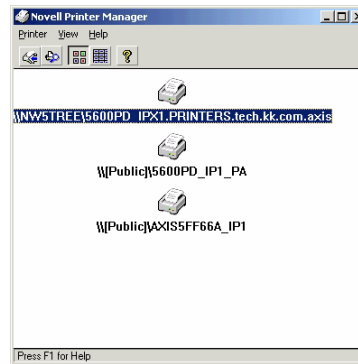 Novell Printer Manager
Printer View Help
\\NW5TREE\5600PD_IPX1.PRINTERS.tech.kk.com.axis
\\[Public]\5600PD_IP1_PA
\\[Public]\AXIS5FF66A_IP1
Press F1 for Help